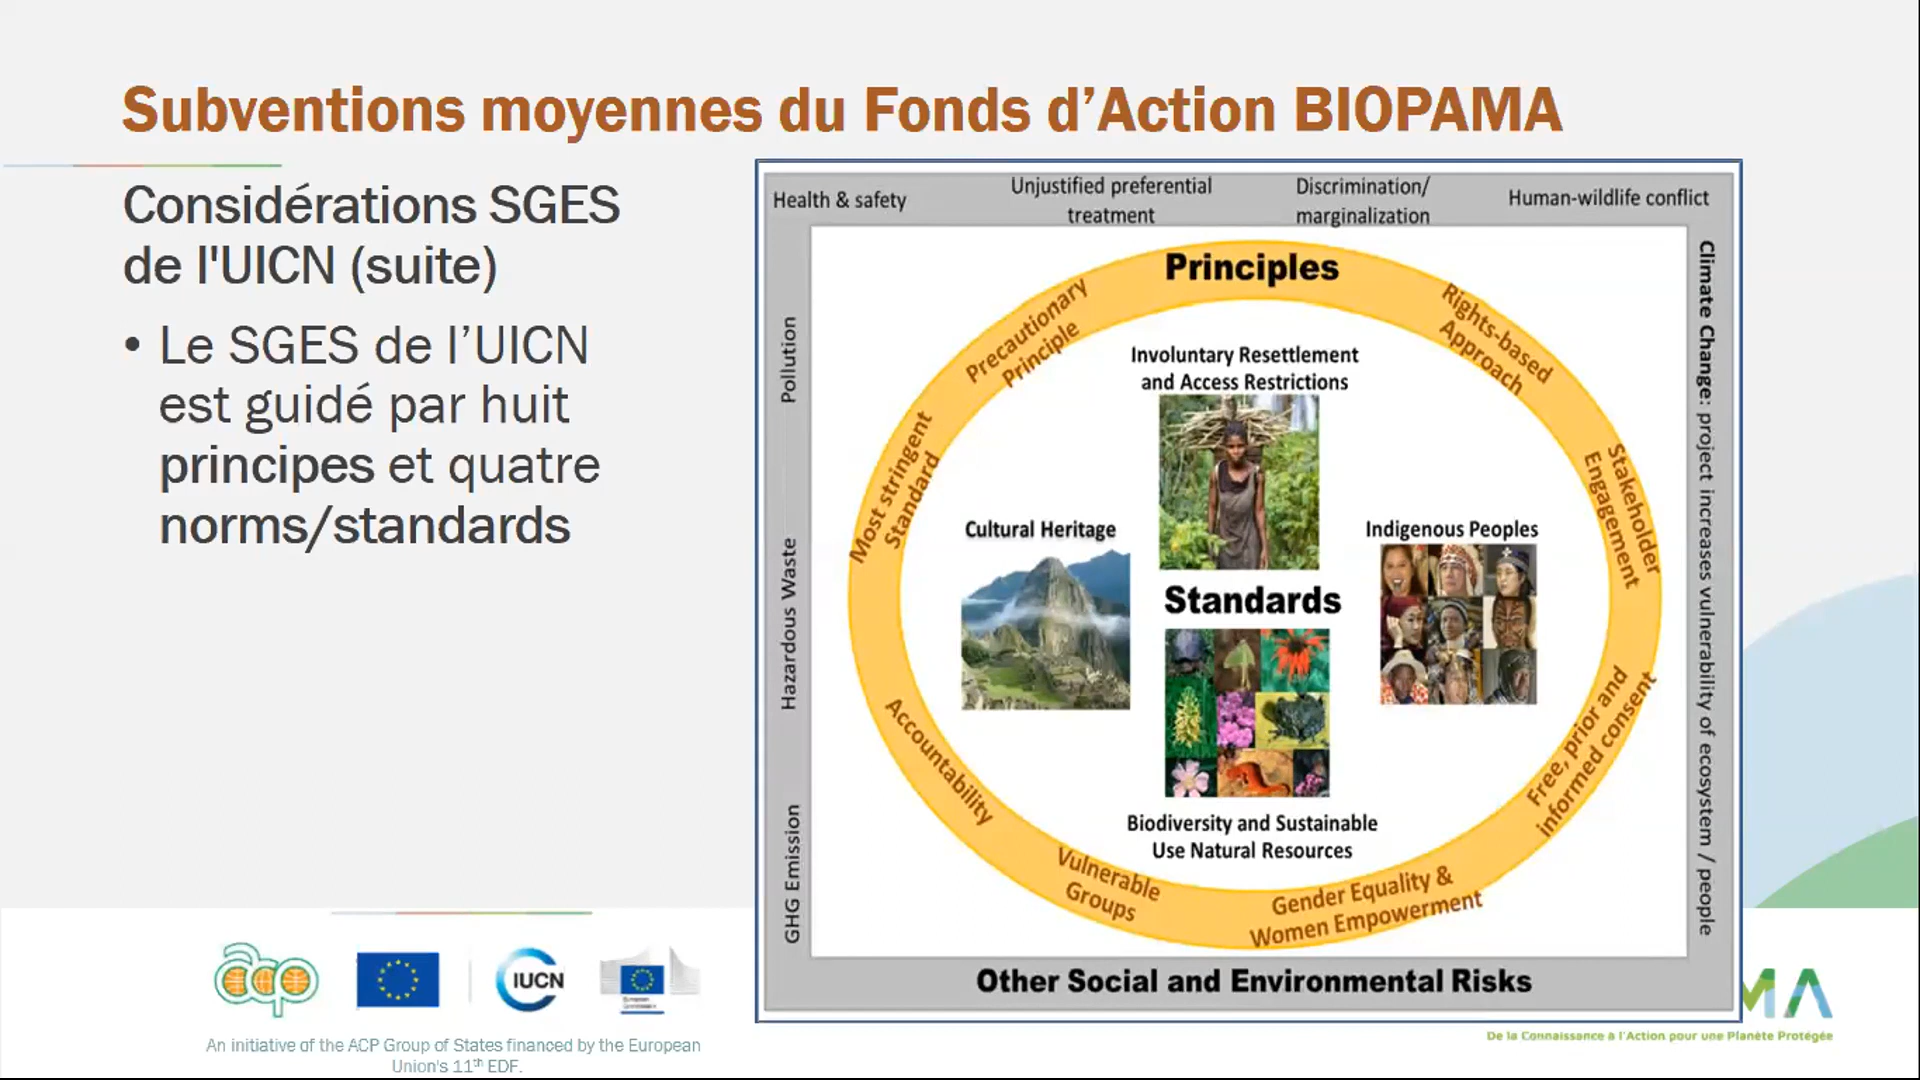 Subventions moyennes du Fonds d’Action BIOPAMA
Considérations SGES
de l'UICN (suite)
• Le SGES de l’UICN
est guidé par huit
principes et quatre
norms/standards
Health & safety
Unjustified preferential
treatment
Discrimination/
marginalization
Human-wildlife conflict
Pollution
Hazardous Waste
GHG Emission
Climate Change: project increases vulnerability of ecosystem / people
Principles
Precautionary
Principle
Rights-based
Approach
Most stringent
Standard
Stakeholder
Engagement
Accountability
Free, prior and
informed consent
Vulnerable
Groups
Gender Equality &
Women Empowerment
Involuntary Resettlement
and Access Restrictions
Cultural Heritage
Indigenous Peoples
Standards
Biodiversity and Sustainable
Use Natural Resources
Other Social and Environmental Risks
acp
IUCN
European
Commission
An initiative of the ACP Group of States financed by the European
Union's 11th EDF.
MA
De la Connaissance à l'Action pour une Planète Protégée